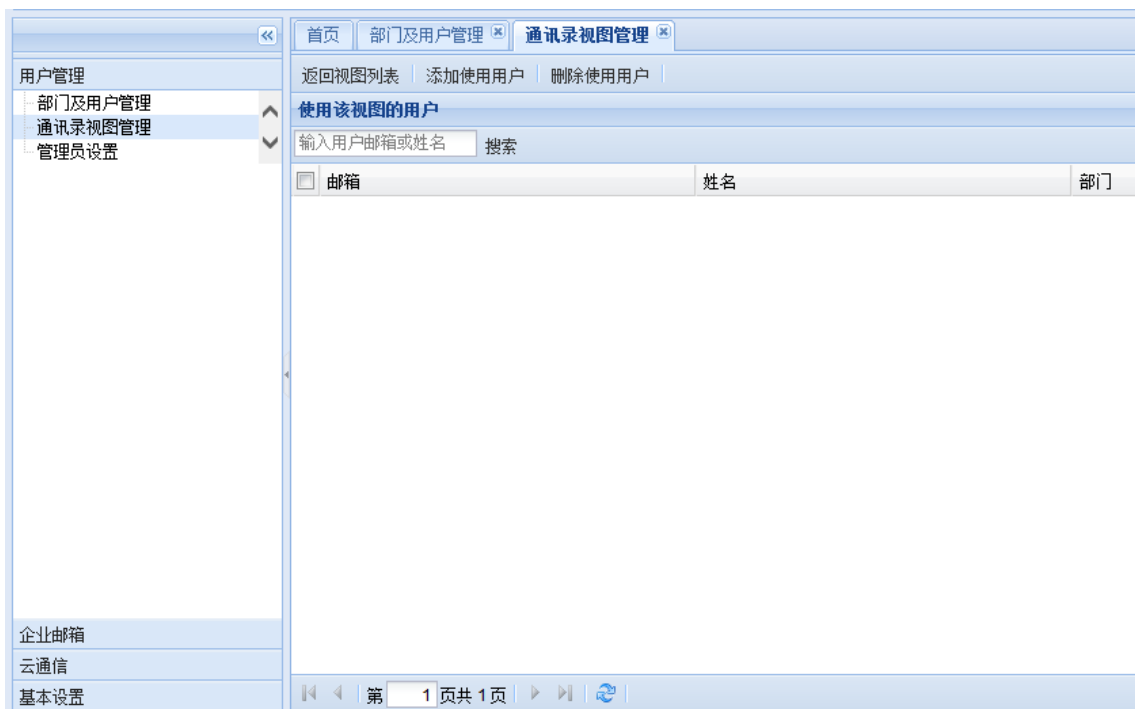 首页 部门及用户管理 通讯录视图管理
用户管理
部门及用户管理
通讯录视图管理
管理员设置
企业邮箱
云通信
基本设置
返回视图列表 添加使用用户 删除使用用户
使用该视图的用户
输入用户邮箱或姓名 搜索
邮箱 姓名 部门
第 1 页共 1 页